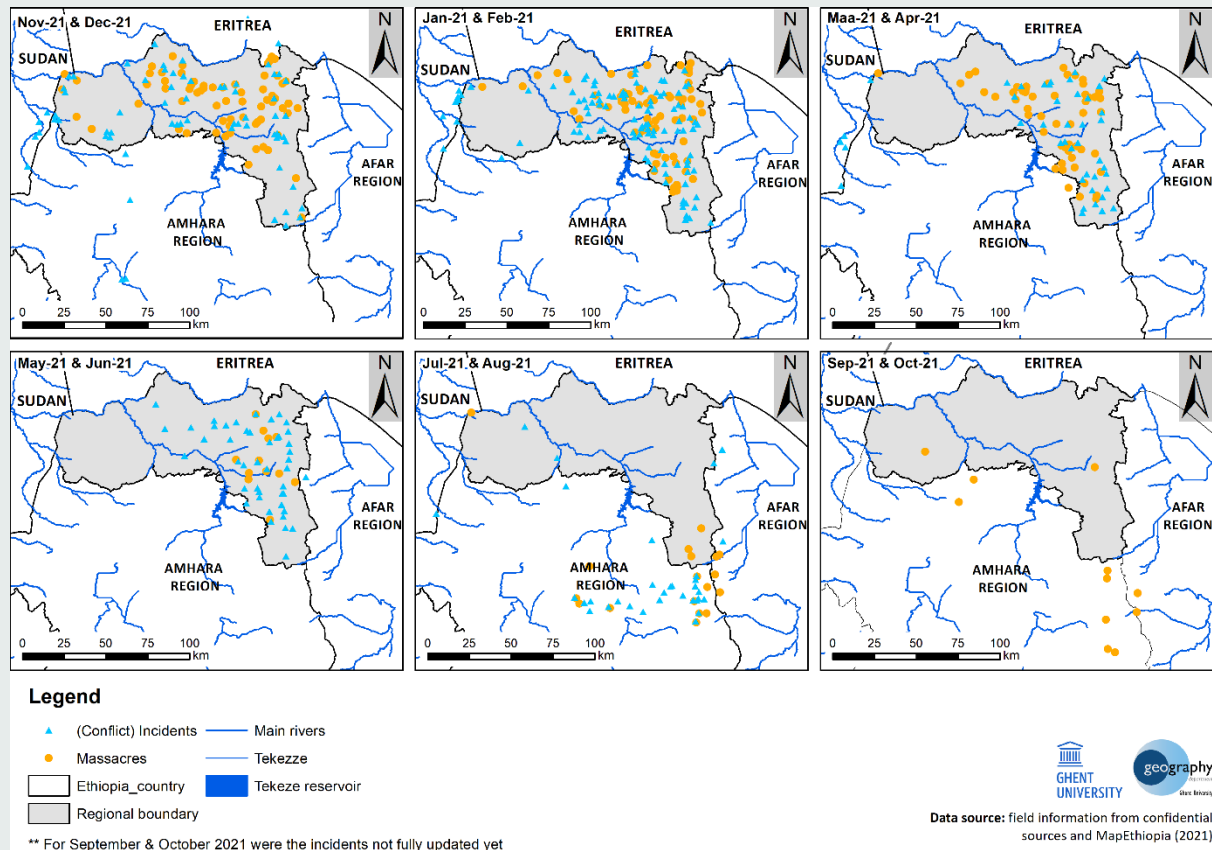 Nov-21 & Dec-21
ERITREA
N
SUDAN
AFAR
REGION
AMHARA
REGION
0 25 50 75 100
km
Jan-21 & Feb-21
ERITREA
N
SUDAN
AFAR
REGION
AMHARA
REGION
0 25 50 75 100
km
Maa-21 & Apr-21
ERITREA
N
SUDAN
AFAR
REGION
AMHARA
REGION
0 25 50 75 100
km
May-21 & Jun-21
ERITREA
N
SUDAN
AFAR
REGION
AMHARA
REGION
0 25 50 75 100
km
Jul-21 & Aug-21
ERITREA
N
SUDAN
AFAR
REGION
AMHARA
REGION
0 25 50 75 100
km
Sep-21 & Oct-21
ERITREA
N
SUDAN
AFAR
REGION
AMHARA
REGION
0 25 50 75 100
km
Legend
(Conflict) Incidents
Main rivers
Massacres
Tekezze
Ethiopia_country
Tekeze reservoir
Regional boundary
** For September & October 2021 were the incidents not fully updated yet
GHENT
UNIVERSITY
geography
Ghent University
Data source: field information from confidential
sources and MapEthiopia (2021)